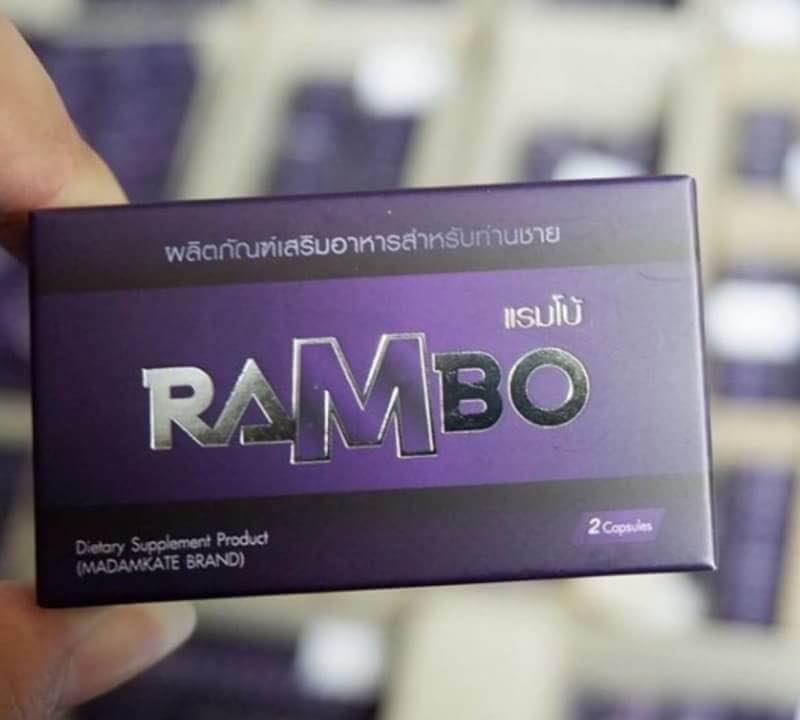 ผลิตภัณฑ์เสริมอาหารสำหรับท่านชาย
แรมโบ้
RAMBO
Dietary Supplement Product
(MADAMKATE BRAND)
2 Capsules